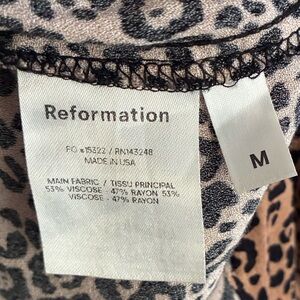 Reformation
PO #15322 / RN143248
MADE IN USA
MAIN FABRIC / TISSU PRINCIPAL
53% VISCOSE - 47% RAYON 53%
VISCOSE - 47% RAYON
M